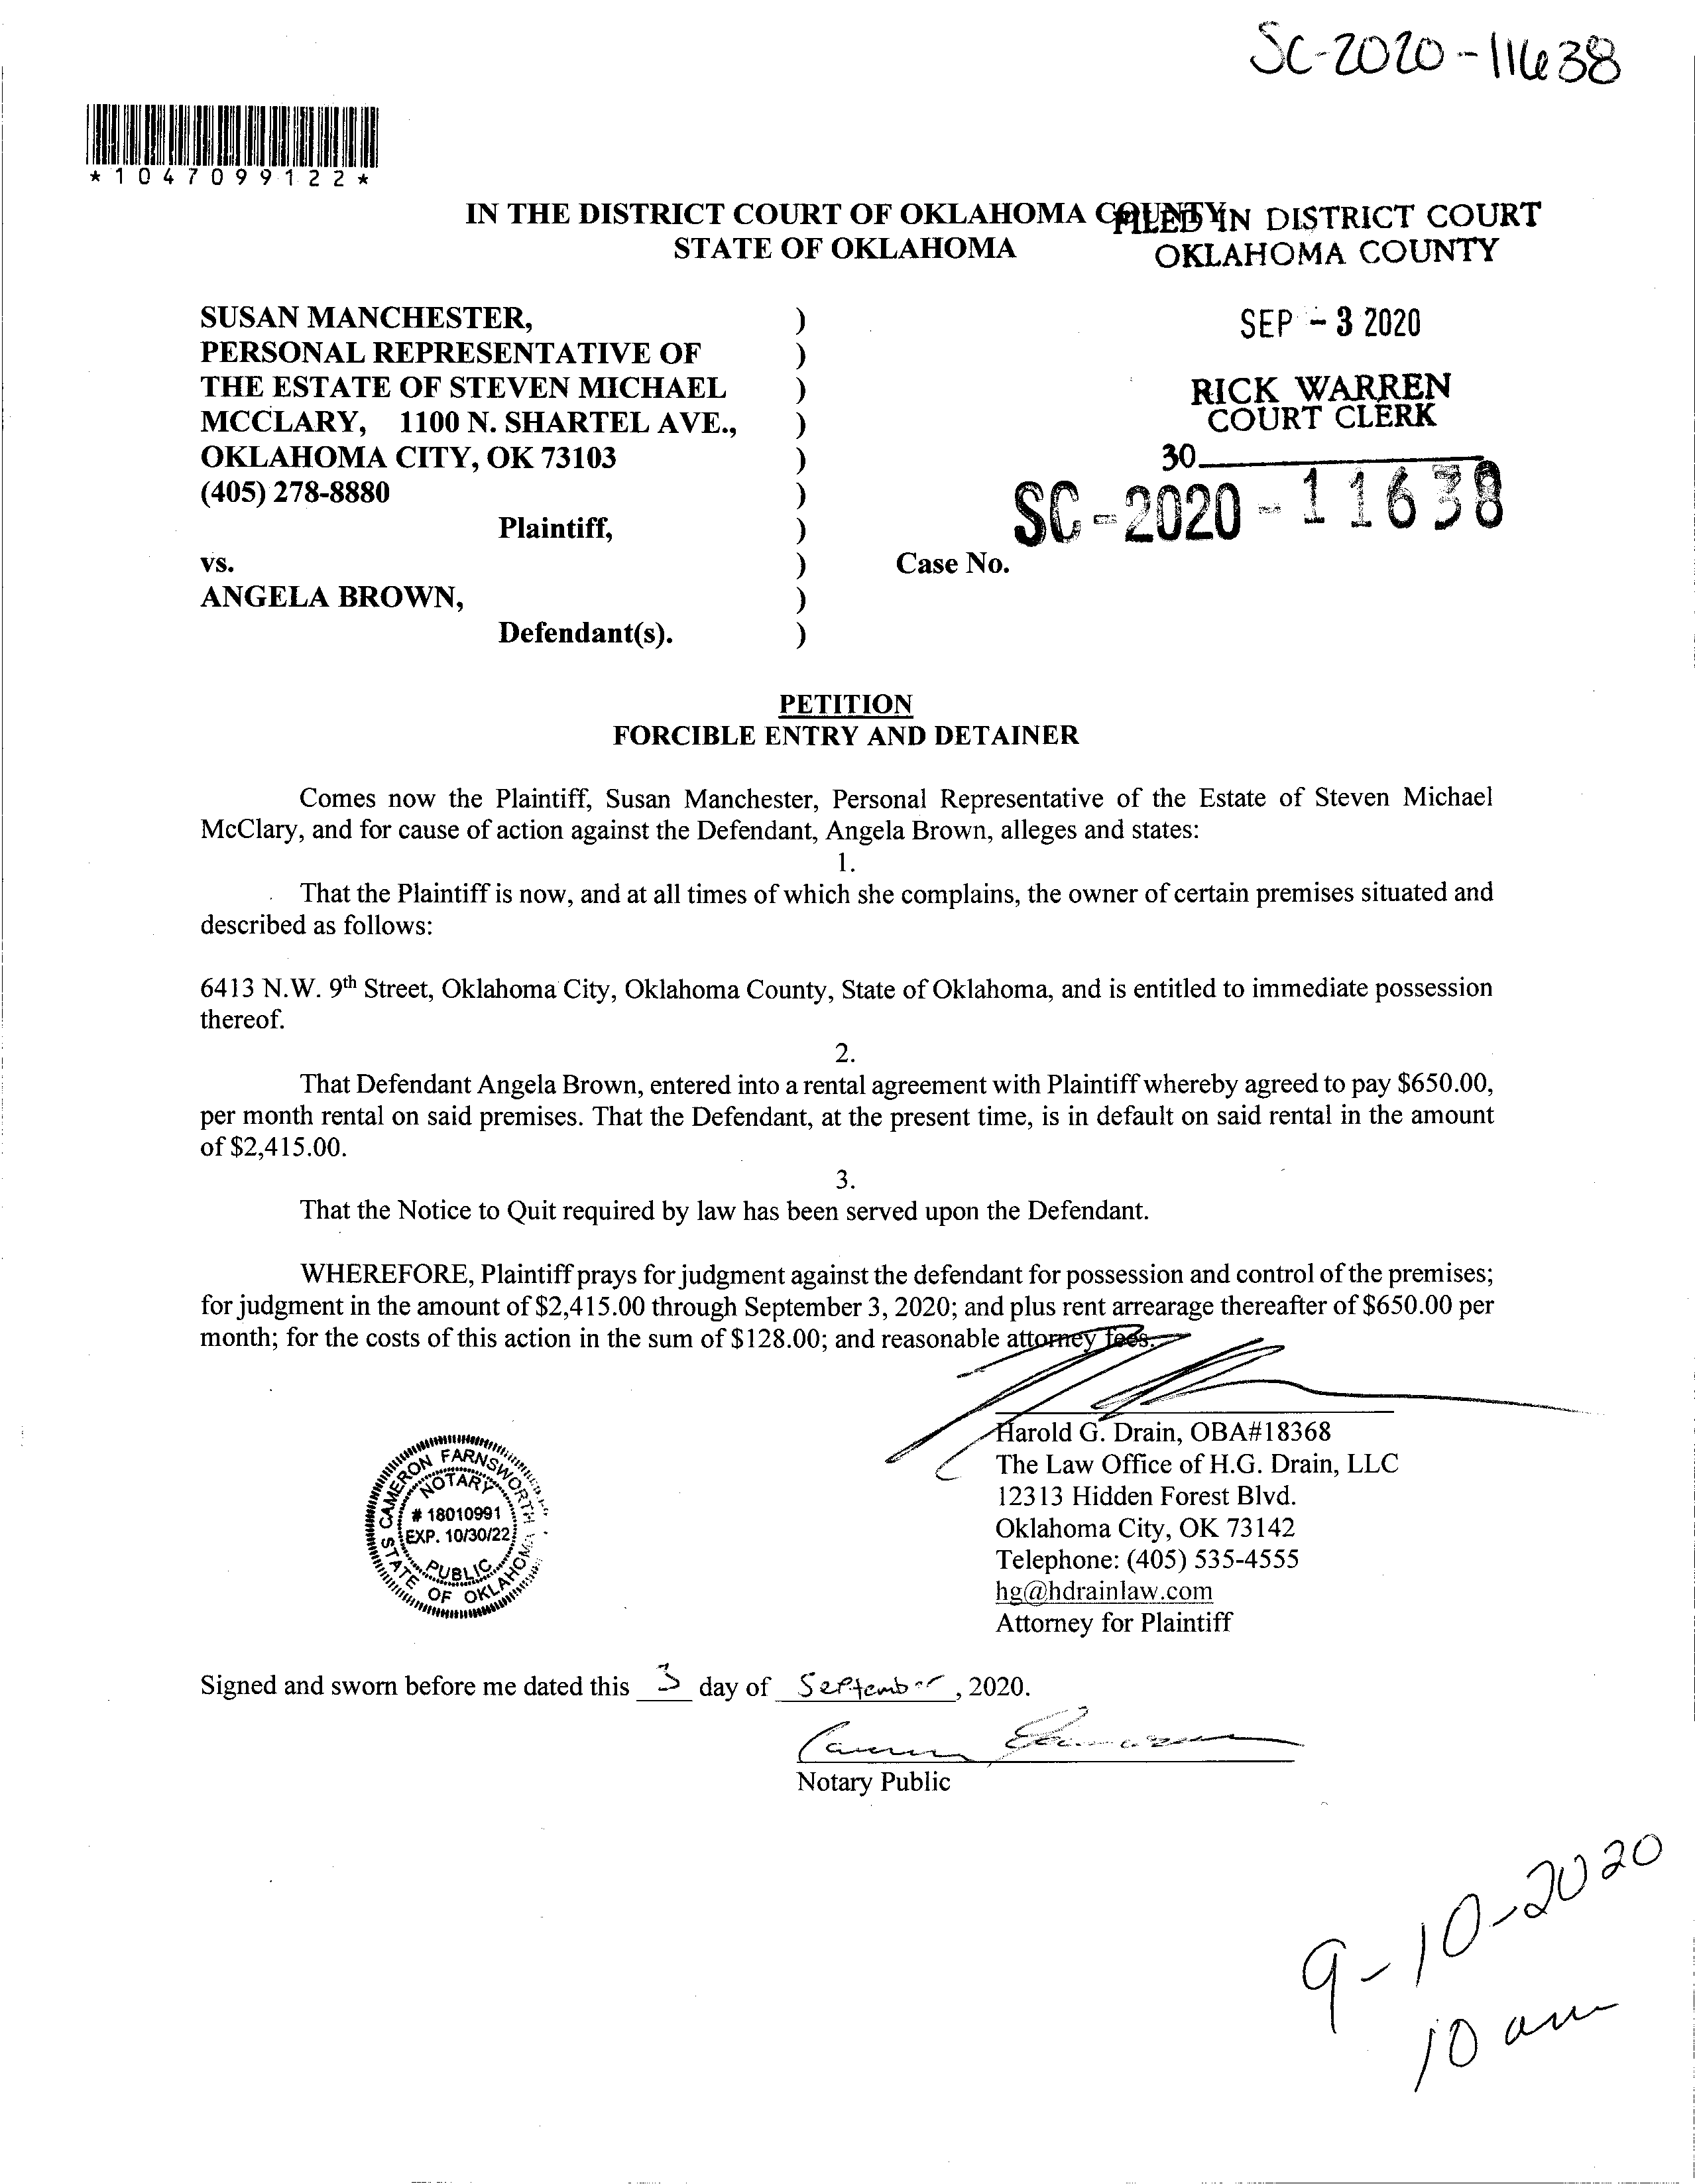 SC-2020-11638
*1047099122*
IN THE DISTRICT COURT OF OKLAHOMA COUNTY
STATE OF OKLAHOMA
FILED IN DISTRICT COURT
OKLAHOMA COUNTY
SEP - 3 2020
RICK WARREN
COURT CLERK
30
SC-2020-11638
SUSAN MANCHESTER, )
PERSONAL REPRESENTATIVE OF )
THE ESTATE OF STEVEN MICHAEL )
MCCLARY, 1100 N. SHARTEL AVE., )
OKLAHOMA CITY, OK 73103 )
(405) 278-8880 )
Plaintiff, )
vs. ) Case No.
ANGELA BROWN, )
Defendant(s). )
PETITION
FORCIBLE ENTRY AND DETAINER
Comes now the Plaintiff, Susan Manchester, Personal Representative of the Estate of Steven Michael
McClary, and for cause of action against the Defendant, Angela Brown, alleges and states:
1.
That the Plaintiff is now, and at all times of which she complains, the owner of certain premises situated and
described as follows:
6413 N.W. 9th Street, Oklahoma City, Oklahoma County, State of Oklahoma, and is entitled to immediate possession
thereof.
2.
That Defendant Angela Brown, entered into a rental agreement with Plaintiff whereby agreed to pay $650.00,
per month rental on said premises. That the Defendant, at the present time, is in default on said rental in the amount
of $2,415.00.
3.
That the Notice to Quit required by law has been served upon the Defendant.
WHEREFORE, Plaintiff prays for judgment against the defendant for possession and control of the premises;
for judgment in the amount of $2,415.00 through September 3, 2020; and plus rent arrearage thereafter of $650.00 per
month; for the costs of this action in the sum of $128.00; and reasonable attorney fees.
Harold G. Drain, OBA#18368
The Law Office of H.G. Drain, LLC
12313 Hidden Forest Blvd.
Oklahoma City, OK 73142
Telephone: (405) 535-4555
hg@hdrainlaw.com
Attorney for Plaintiff
CAMERON FARNSWORTH
NOTARY
# 18010991
EXP. 10/30/22
PUBLIC
STATE OF OKLAHOMA
Signed and sworn before me dated this 3 day of September, 2020.
Notary Public
9-10-2020
10 am